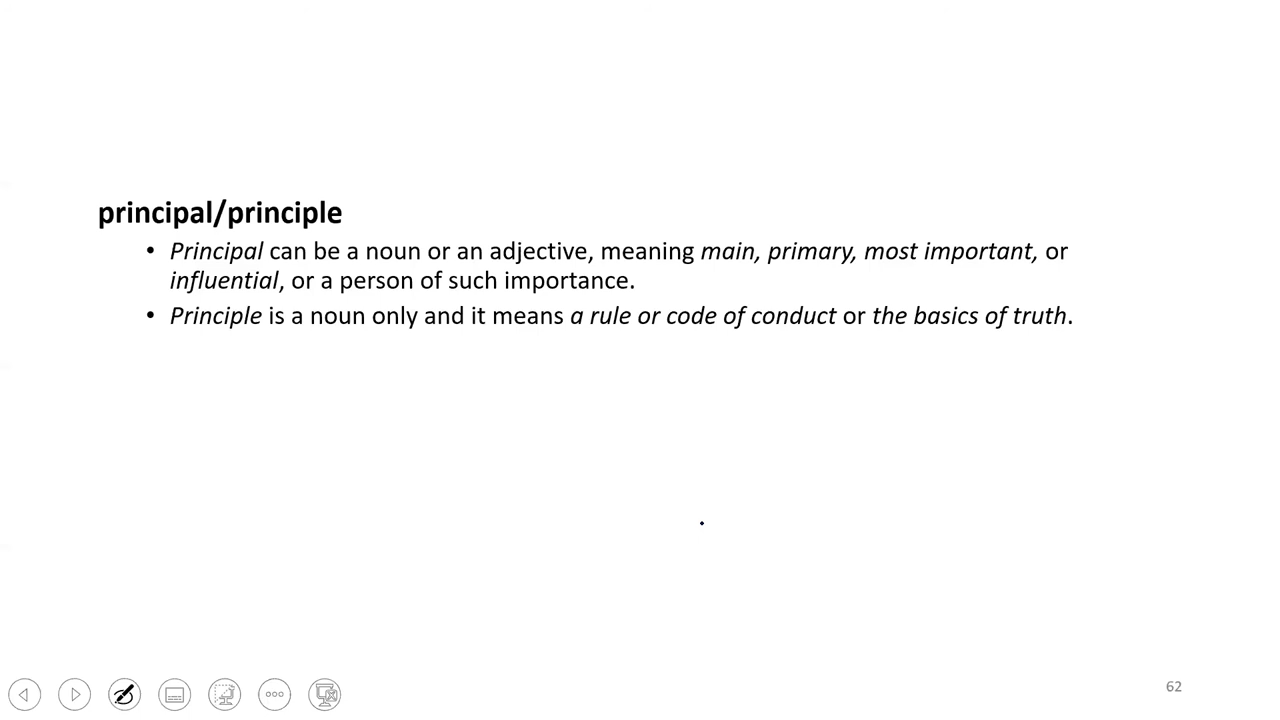 principal/principle
• Principal can be a noun or an adjective, meaning main, primary, most important, or
influential, or a person of such importance.
• Principle is a noun only and it means a rule or code of conduct or the basics of truth.
62